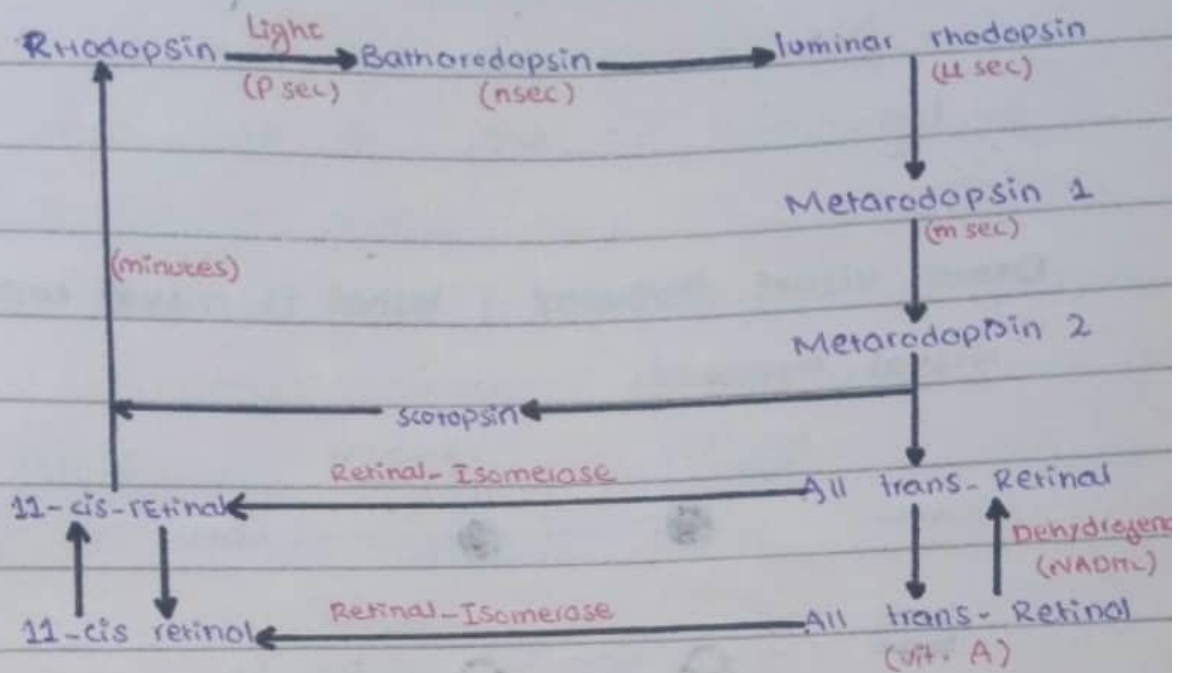 Light
Rhodopsin Bathoredopsin luminar rhodopsin
(P sec) (nsec) (µ sec)
Metarodopsin 1
(m sec)
(minutes)
Metarodopsin 2
scotopsin
Retinal-Isomerase
11-cis-rEtinal All trans-Retinal
Dehydrogen
Retinal-Isomerase
11-cis retinol All trans-Retinol
(vit. A)